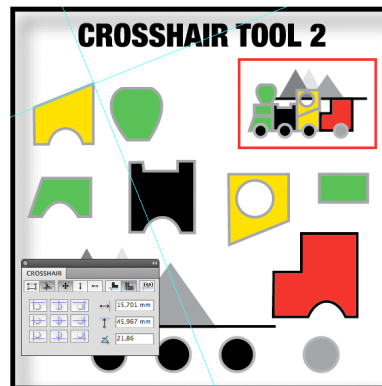 CROSSHAIR TOOL 2
CROSSHAIR
15,701 mm
45,967 mm
21,86